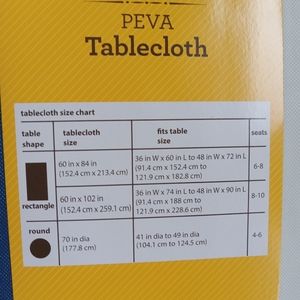 PEVA
Tablecloth
tablecloth size chart
table shape | tablecloth size | fits table size | seats
rectangle | 60 in x 84 in (152.4 cm x 213.4 cm) | 36 in W x 60 in L to 48 in W x 72 in L (91.4 cm x 152.4 cm to 121.9 cm x 182.8 cm) | 6-8
60 in x 102 in (152.4 cm x 259.1 cm) | 36 in W x 74 in L to 48 in W x 90 in L (91.4 cm x 188 cm to 121.9 cm x 228.6 cm) | 8-10
round | 70 in dia (177.8 cm) | 41 in dia to 49 in dia (104.1 cm to 124.5 cm) | 4-6